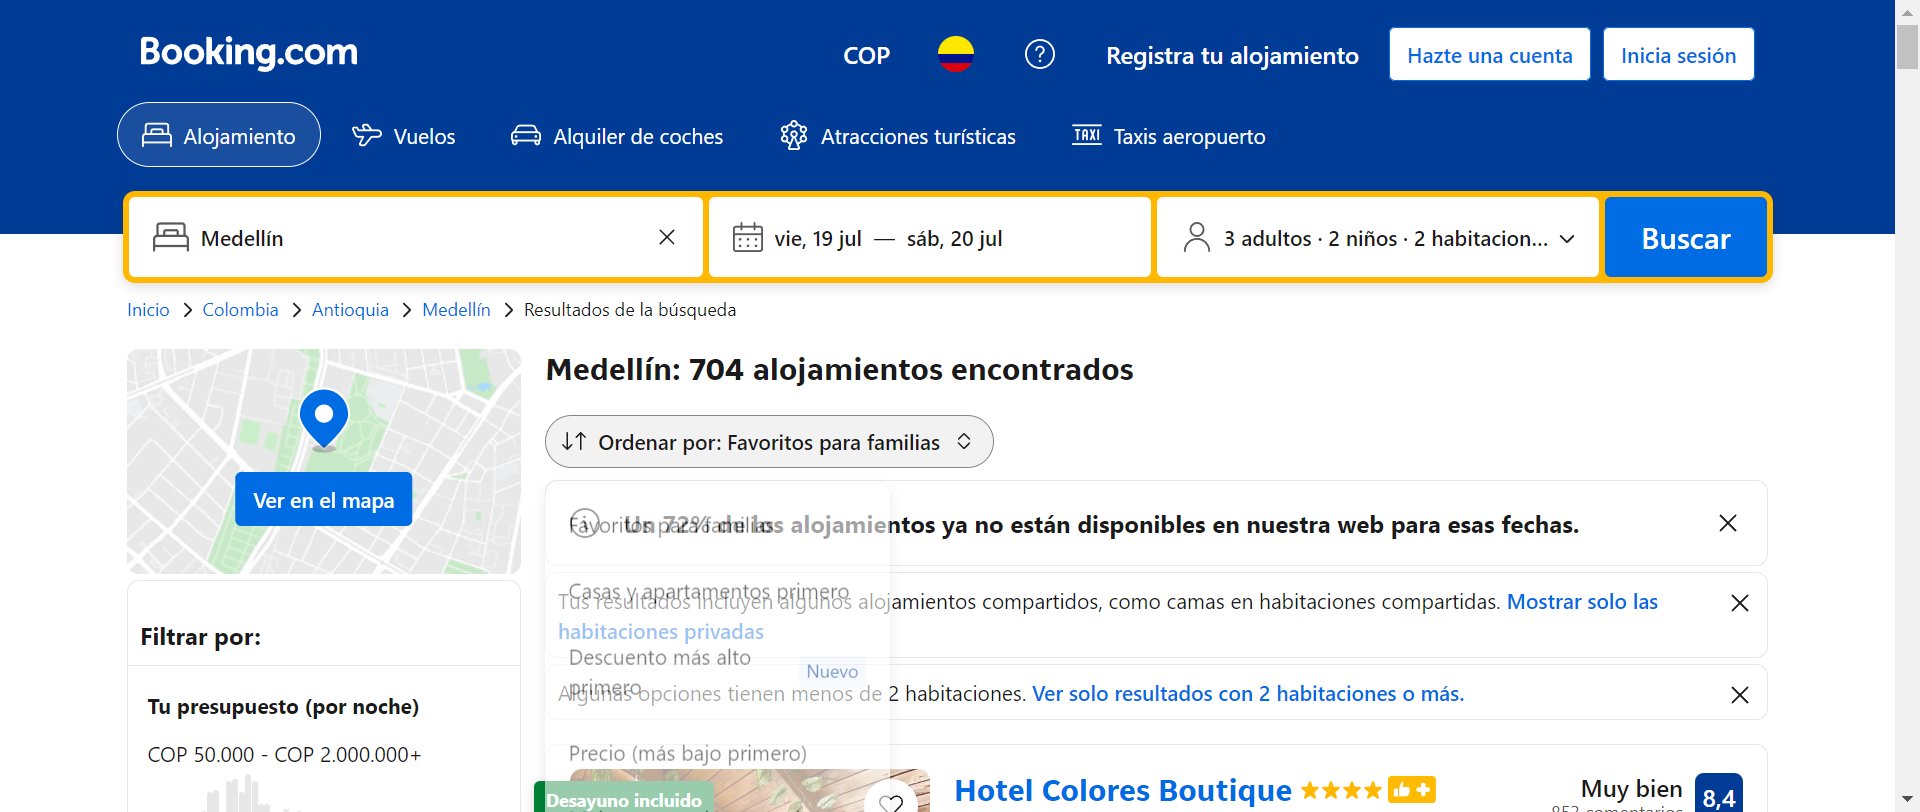 Booking.com
COP
Registra tu alojamiento
Hazte una cuenta
Inicia sesión
Alojamiento
Vuelos
Alquiler de coches
Atracciones turísticas
TAXI
Taxis aeropuerto
Medellín
vie, 19 jul — sáb, 20 jul
3 adultos · 2 niños · 2 habitacion...
Buscar
Inicio
Colombia
Antioquia
Medellín
Resultados de la búsqueda
Ver en el mapa
Filtrar por:
Tu presupuesto (por noche)
COP 50.000 - COP 2.000.000+
Medellín: 704 alojamientos encontrados
Ordenar por: Favoritos para familias
Favoritos para familias
Un 72% de los alojamientos ya no están disponibles en nuestra web para esas fechas.
Casas y apartamentos primero
Tus resultados incluyen algunos alojamientos compartidos, como camas en habitaciones compartidas. Mostrar solo las
habitaciones privadas
Descuento más alto
primero
Nuevo
Algunas opciones tienen menos de 2 habitaciones. Ver solo resultados con 2 habitaciones o más.
Precio (más bajo primero)
Desayuno incluido
Hotel Colores Boutique
Muy bien
8,4
853 comentarios